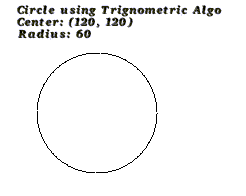 Circle using Trignometric Algo
Center: (120, 120)
Radius: 60